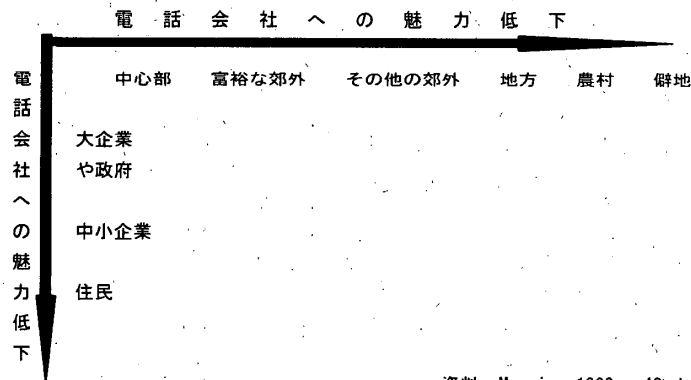 電話会社への魅力低下
電話会社への魅力低下
中心部 富裕な郊外 その他の郊外 地方 農村 僻地
大企業
や政府
中小企業
住民